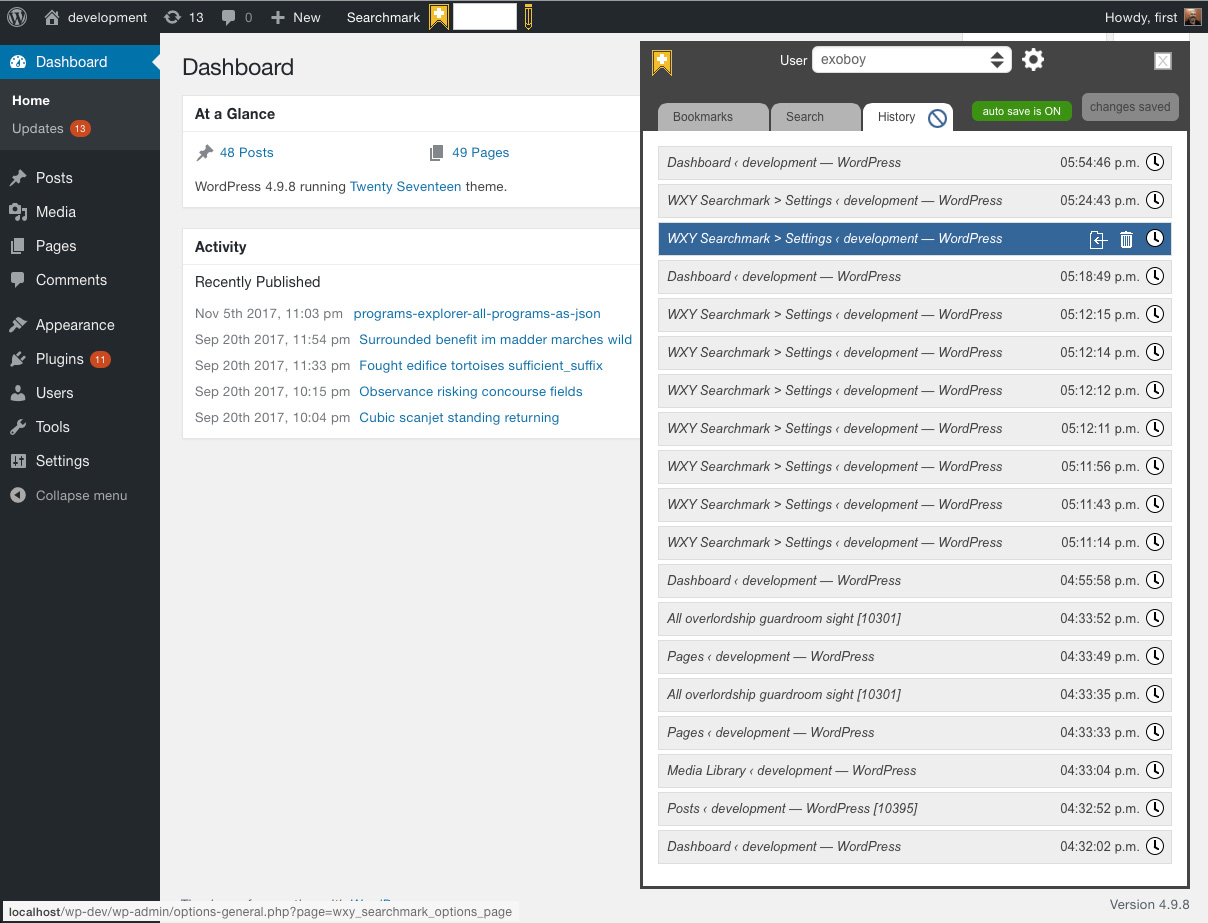 development 13 0 New Searchmark Howdy, first
Dashboard
Home
Updates 13
Posts
Media
Pages
Comments
Appearance
Plugins 11
Users
Tools
Settings
Collapse menu
Dashboard
At a Glance
48 Posts 49 Pages
WordPress 4.9.8 running Twenty Seventeen theme.
Activity
Recently Published
Nov 5th 2017, 11:03 pm programs-explorer-all-programs-as-json
Sep 20th 2017, 11:54 pm Surrounded benefit im madder marches wild
Sep 20th 2017, 11:33 pm Fought edifice tortoises sufficient_suffix
Sep 20th 2017, 10:15 pm Observance risking concourse fields
Sep 20th 2017, 10:04 pm Cubic scanjet standing returning
User exoboy X
Bookmarks Search History auto save is ON changes saved
Dashboard ‹ development — WordPress 05:54:46 p.m.
WXY Searchmark > Settings ‹ development — WordPress 05:24:43 p.m.
WXY Searchmark > Settings ‹ development — WordPress
Dashboard ‹ development — WordPress 05:18:49 p.m.
WXY Searchmark > Settings ‹ development — WordPress 05:12:15 p.m.
WXY Searchmark > Settings ‹ development — WordPress 05:12:14 p.m.
WXY Searchmark > Settings ‹ development — WordPress 05:12:12 p.m.
WXY Searchmark > Settings ‹ development — WordPress 05:12:11 p.m.
WXY Searchmark > Settings ‹ development — WordPress 05:11:56 p.m.
WXY Searchmark > Settings ‹ development — WordPress 05:11:43 p.m.
WXY Searchmark > Settings ‹ development — WordPress 05:11:14 p.m.
Dashboard ‹ development — WordPress 04:55:58 p.m.
All overlordship guardroom sight [10301] 04:33:52 p.m.
Pages ‹ development — WordPress 04:33:49 p.m.
All overlordship guardroom sight [10301] 04:33:35 p.m.
Pages ‹ development — WordPress 04:33:33 p.m.
Media Library ‹ development — WordPress 04:33:04 p.m.
Posts ‹ development — WordPress [10395] 04:32:52 p.m.
Dashboard ‹ development — WordPress 04:32:02 p.m.
Version 4.9.8
localhost/wp-dev/wp-admin/options-general.php?page=wxy_searchmark_options_page